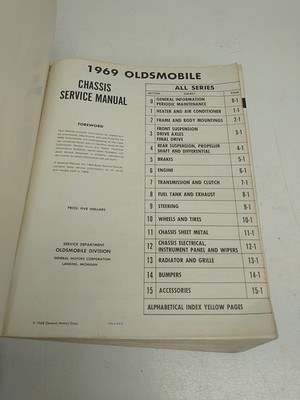 1969 OLDSMOBILE
CHASSIS
SERVICE MANUAL
FOREWORD
PRICE: FIVE DOLLARS
SERVICE DEPARTMENT
OLDSMOBILE DIVISION
GENERAL MOTORS CORPORATION
LANSING, MICHIGAN
ALL SERIES
SECTION SUBJECT PAGE
0 GENERAL INFORMATION
PERIODIC MAINTENANCE 0-1
1 HEATER AND AIR CONDITIONER 1-1
2 FRAME AND BODY MOUNTINGS 2-1
3 FRONT SUSPENSION
DRIVE AXLES
FINAL DRIVE 3-1
4 REAR SUSPENSION, PROPELLER
SHAFT AND DIFFERENTIAL 4-1
5 BRAKES 5-1
6 ENGINE 6-1
7 TRANSMISSION AND CLUTCH 7-1
8 FUEL TANK AND EXHAUST 8-1
9 STEERING 9-1
10 WHEELS AND TIRES 10-1
11 CHASSIS SHEET METAL 11-1
12 CHASSIS ELECTRICAL,
INSTRUMENT PANEL AND WIPERS 12-1
13 RADIATOR AND GRILLE 13-1
14 BUMPERS 14-1
15 ACCESSORIES 15-1
ALPHABETICAL INDEX YELLOW PAGES